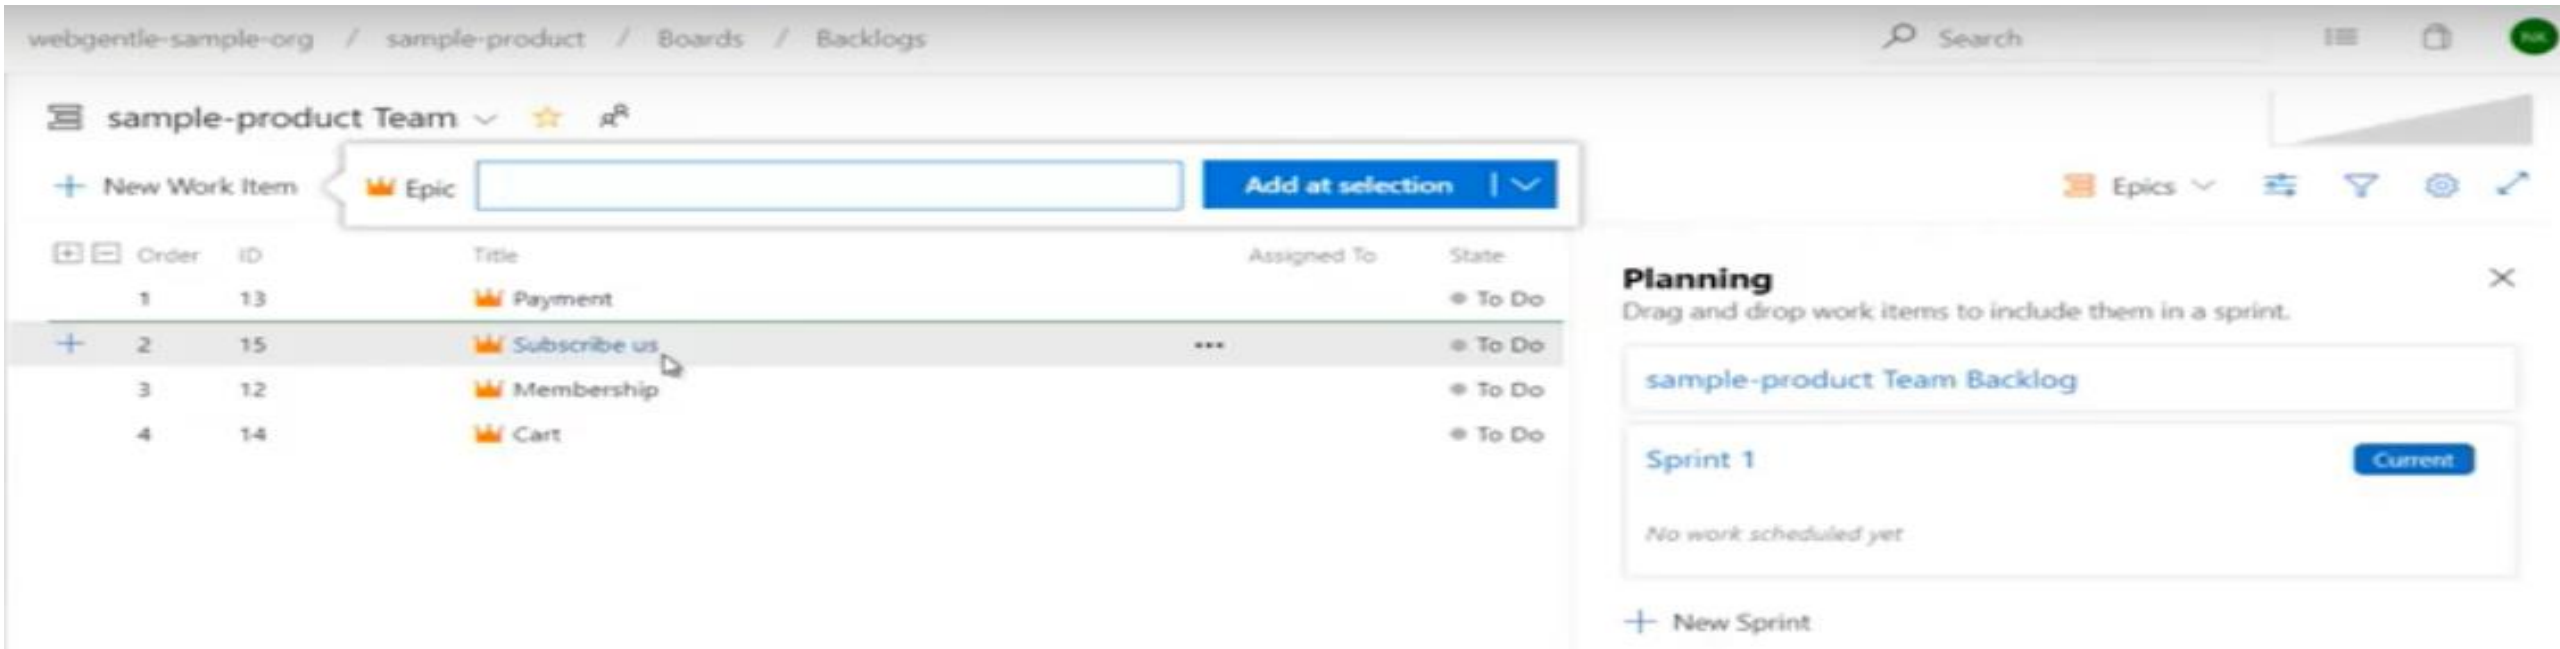 webgentle-sample-org / sample-product / Boards / Backlogs Search NK
sample-product Team
New Work Item Epic Add at selection Epics
Order ID Title Assigned To State
1 13 Payment To Do
2 15 Subscribe us ... To Do
3 12 Membership To Do
4 14 Cart To Do
Planning
Drag and drop work items to include them in a sprint.
sample-product Team Backlog
Sprint 1 Current
No work scheduled yet
New Sprint